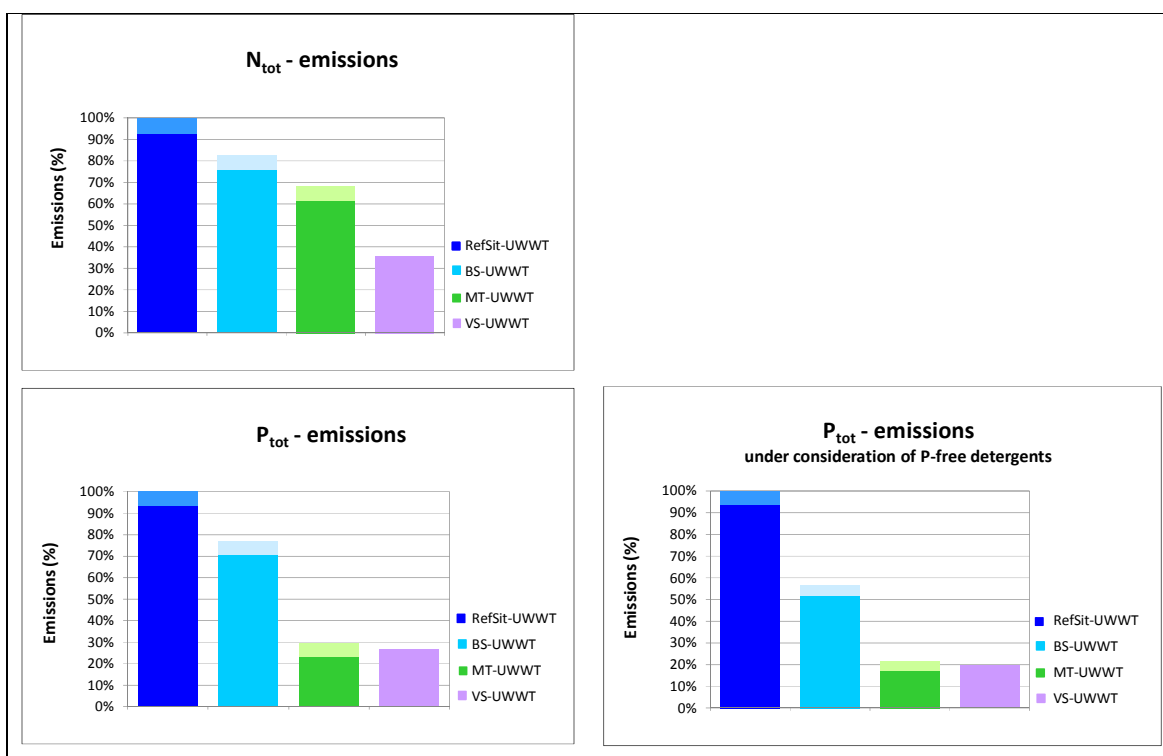 N_tot - emissions
Emissions (%)
100%
90%
80%
70%
60%
50%
40%
30%
20%
10%
0%
RefSit-UWWT
BS-UWWT
MT-UWWT
VS-UWWT
P_tot - emissions
Emissions (%)
100%
90%
80%
70%
60%
50%
40%
30%
20%
10%
0%
RefSit-UWWT
BS-UWWT
MT-UWWT
VS-UWWT
P_tot - emissions
under consideration of P-free detergents
Emissions (%)
100%
90%
80%
70%
60%
50%
40%
30%
20%
10%
0%
RefSit-UWWT
BS-UWWT
MT-UWWT
VS-UWWT